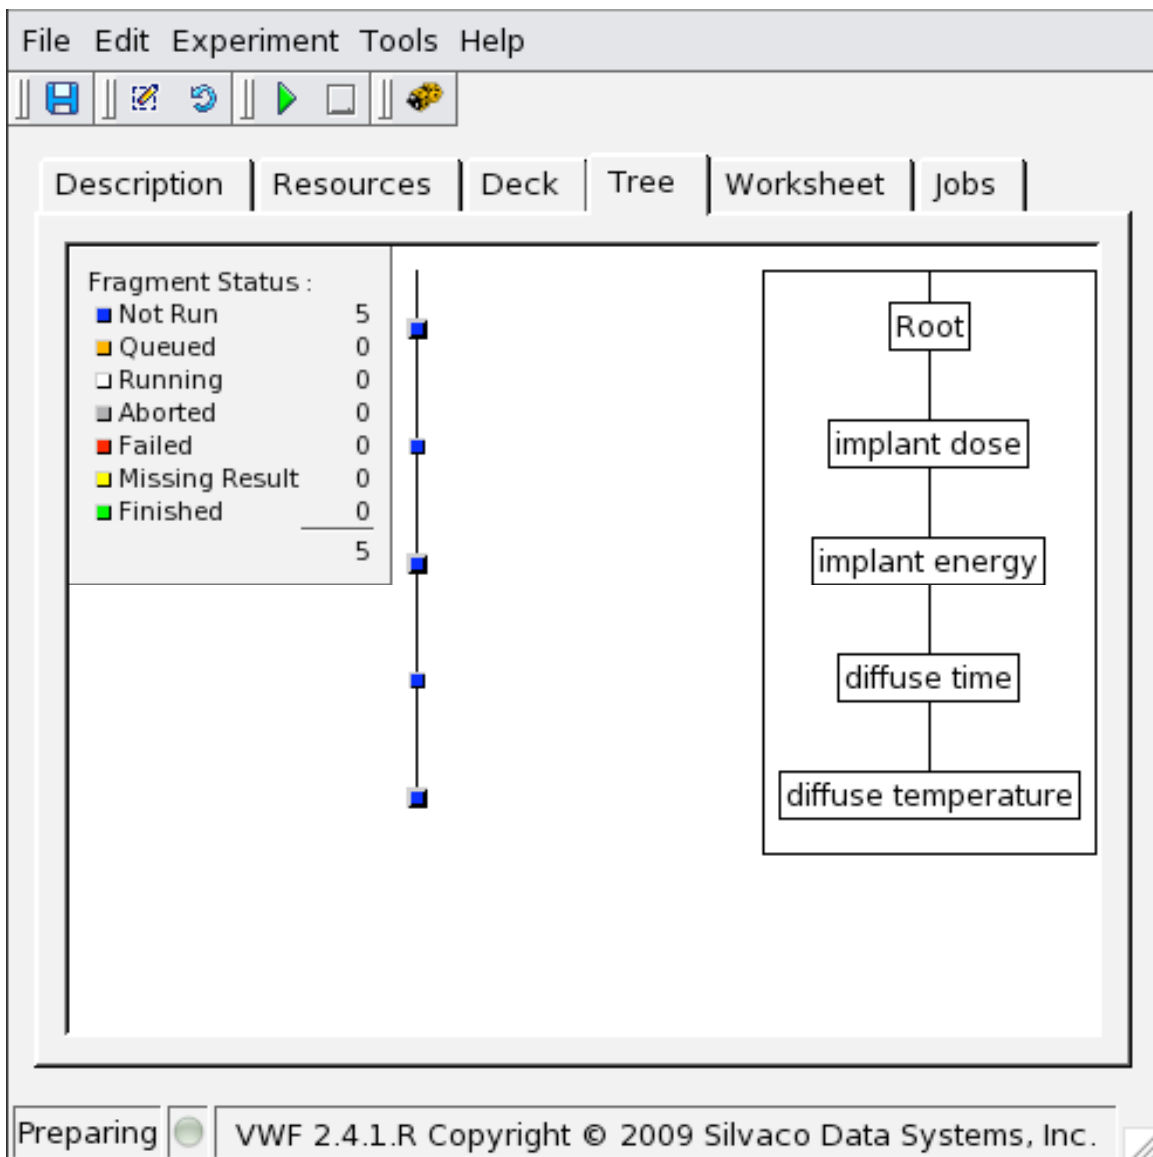 File Edit Experiment Tools Help
Description Resources Deck Tree Worksheet Jobs
Fragment Status :
Not Run 5
Queued 0
Running 0
Aborted 0
Failed 0
Missing Result 0
Finished 0
5
Root
implant dose
implant energy
diffuse time
diffuse temperature
Preparing VWF 2.4.1.R Copyright © 2009 Silvaco Data Systems, Inc.